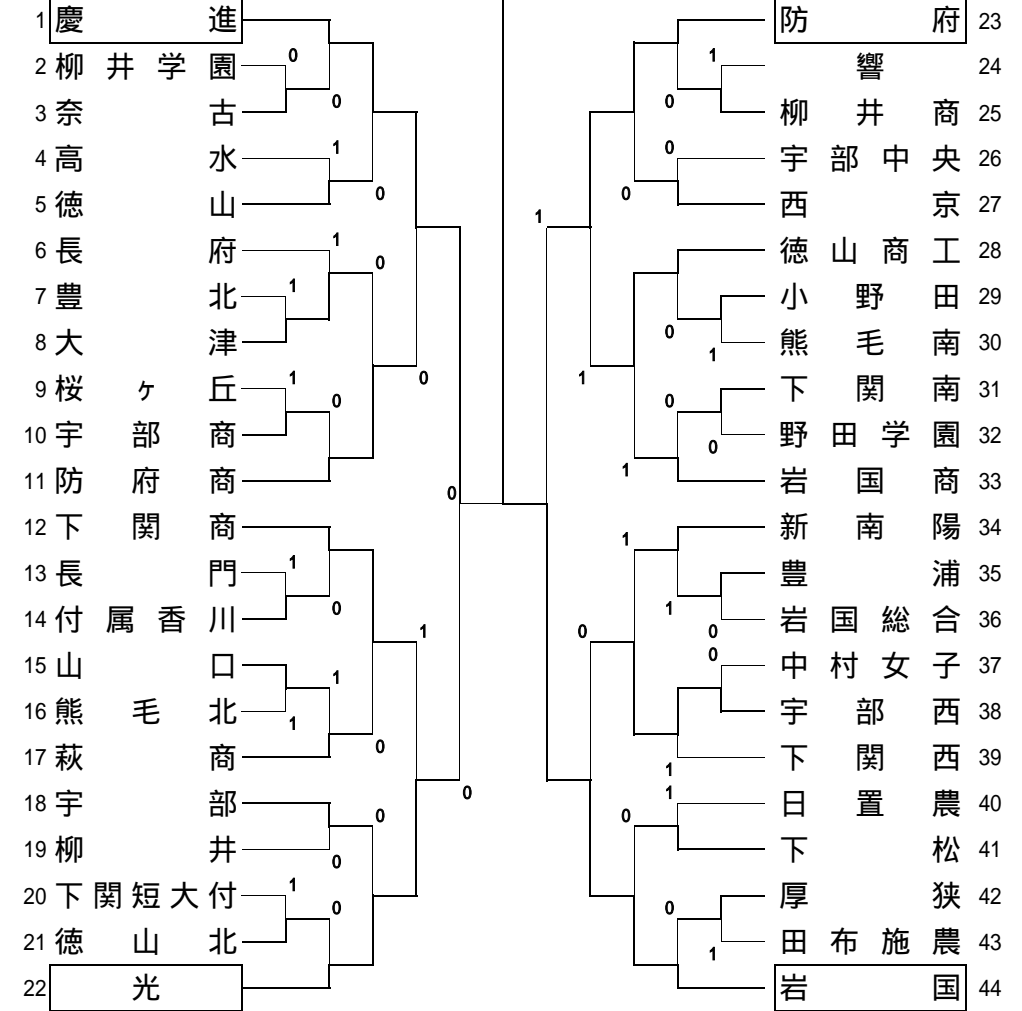 1 慶進
0
2 柳井学園
3 奈古
0
4 高水
1
5 徳山
0
6 長府
1
0
7 豊北
1
8 大津
0
9 桜ヶ丘
1
0
10 宇部商
11 防府商
0
12 下関商
13 長門
1
14 付属香川
0
1
15 山口
1
16 熊毛北
1
17 萩商
0
18 宇部
0
0
19 柳井
0
20 下関短大付
1
0
21 徳山北
22 光
防府 23
1
響 24
0
柳井商 25
0
宇部中央 26
0
西京 27
1
徳山商工 28
小野田 29
0
熊毛南 30
1
1
下関南 31
0
野田学園 32
0
1
岩国商 33
新南陽 34
1
豊浦 35
1
岩国総合 36
0
0
0
中村女子 37
宇部西 38
下関西 39
1
1
日置農 40
0
下松 41
厚狭 42
0
田布施農 43
1
岩国 44